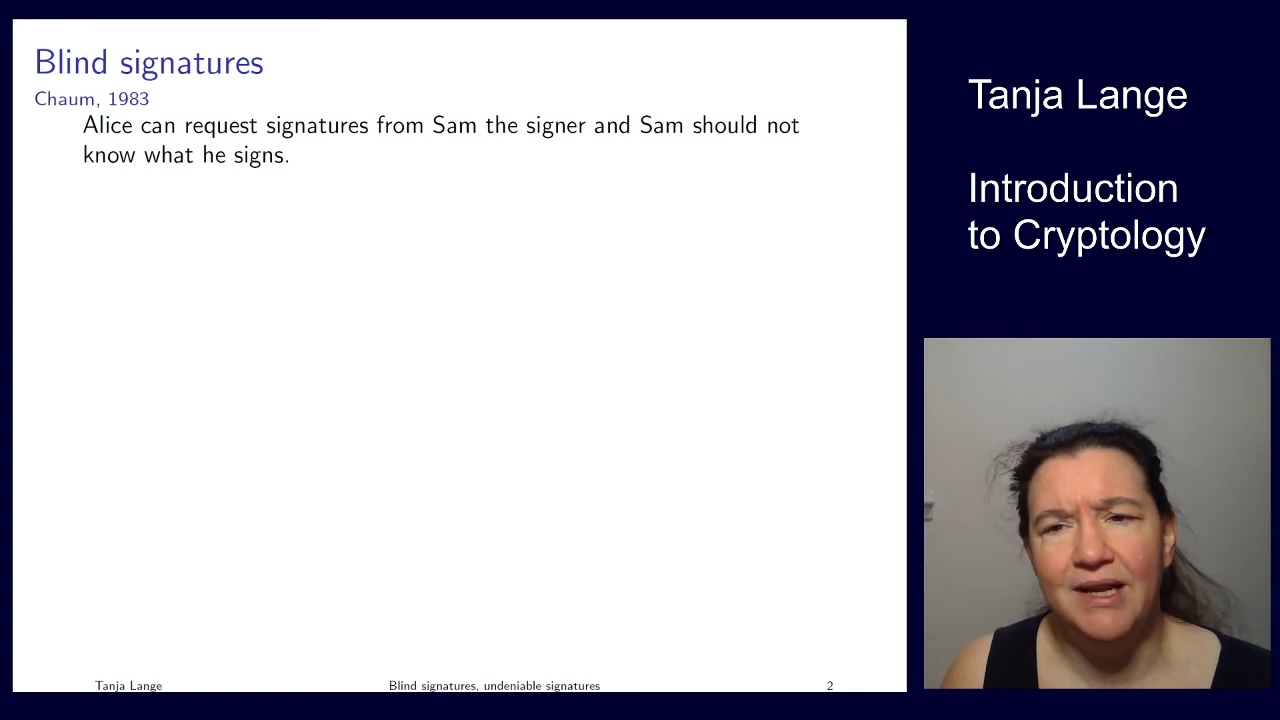 Blind signatures
Chaum, 1983
Alice can request signatures from Sam the signer and Sam should not
know what he signs.
Tanja Lange
Blind signatures, undeniable signatures
2
Tanja Lange
Introduction
to Cryptology